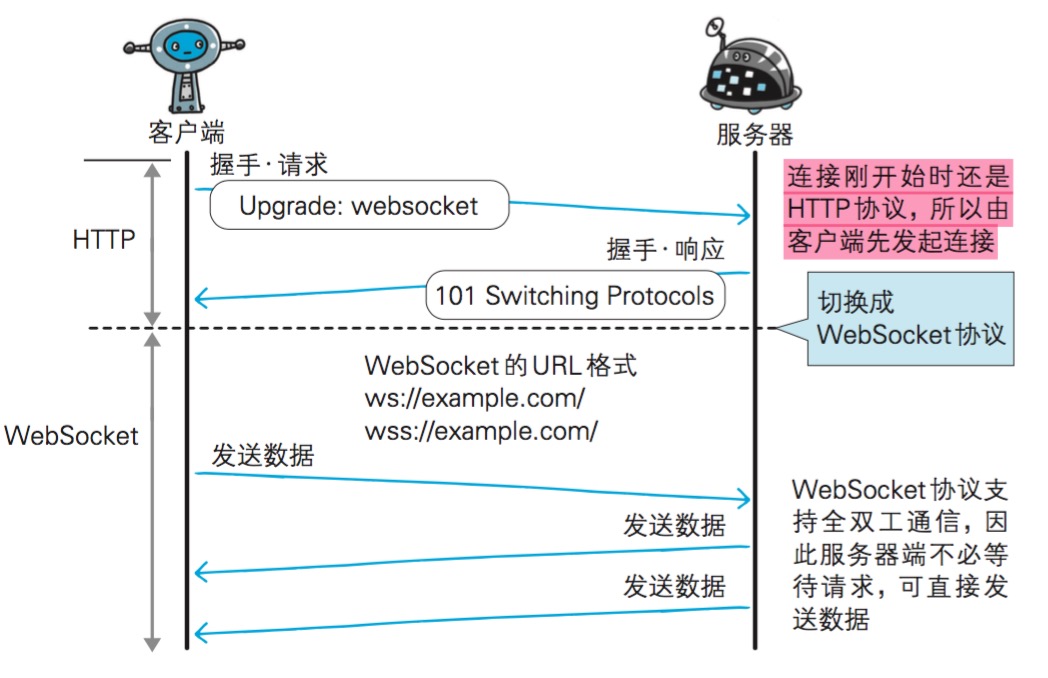 客户端
服务器
握手·请求
Upgrade: websocket
连接刚开始时还是
HTTP协议，所以由
客户端先发起连接
HTTP
握手·响应
101 Switching Protocols
切换成
WebSocket协议
WebSocket的URL格式
ws://example.com/
wss://example.com/
WebSocket
发送数据
WebSocket协议支
持全双工通信，因
此服务器端不必等
待请求，可直接发
送数据
发送数据
发送数据